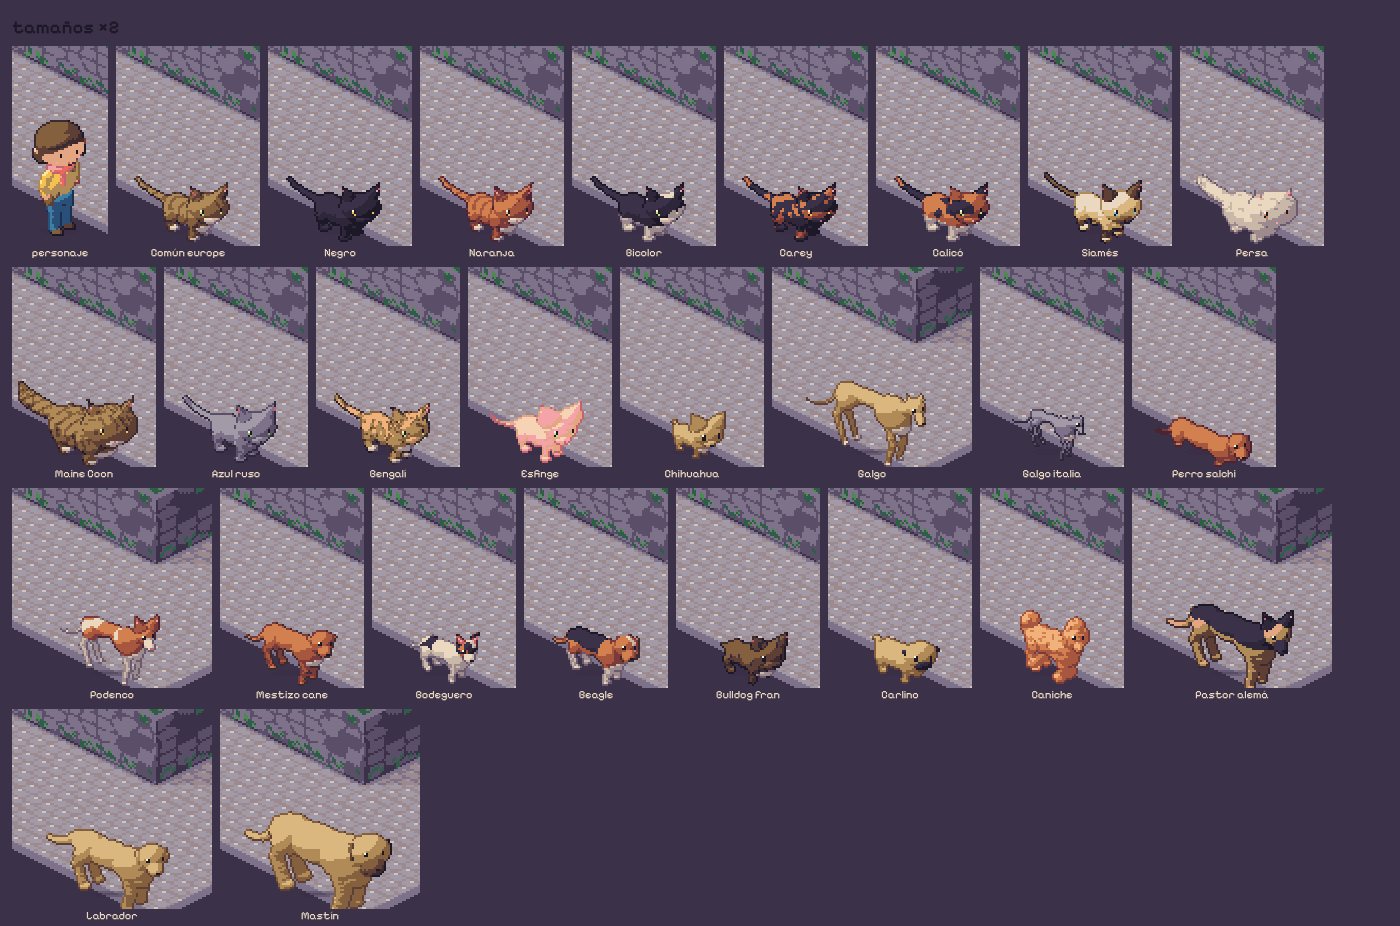 tamaños ×2
personaje
Común europe
Negro
Naranja
Bicolor
Carey
Calicó
Siamés
Persa
Maine Coon
Azul ruso
Bengalí
Esfinge
Chihuahua
Galgo
Galgo italia
Perro salchi
Podenco
Mestizo cane
Bodeguero
Beagle
Bulldog fran
Carlino
Caniche
Pastor alemá
Labrador
Mastín